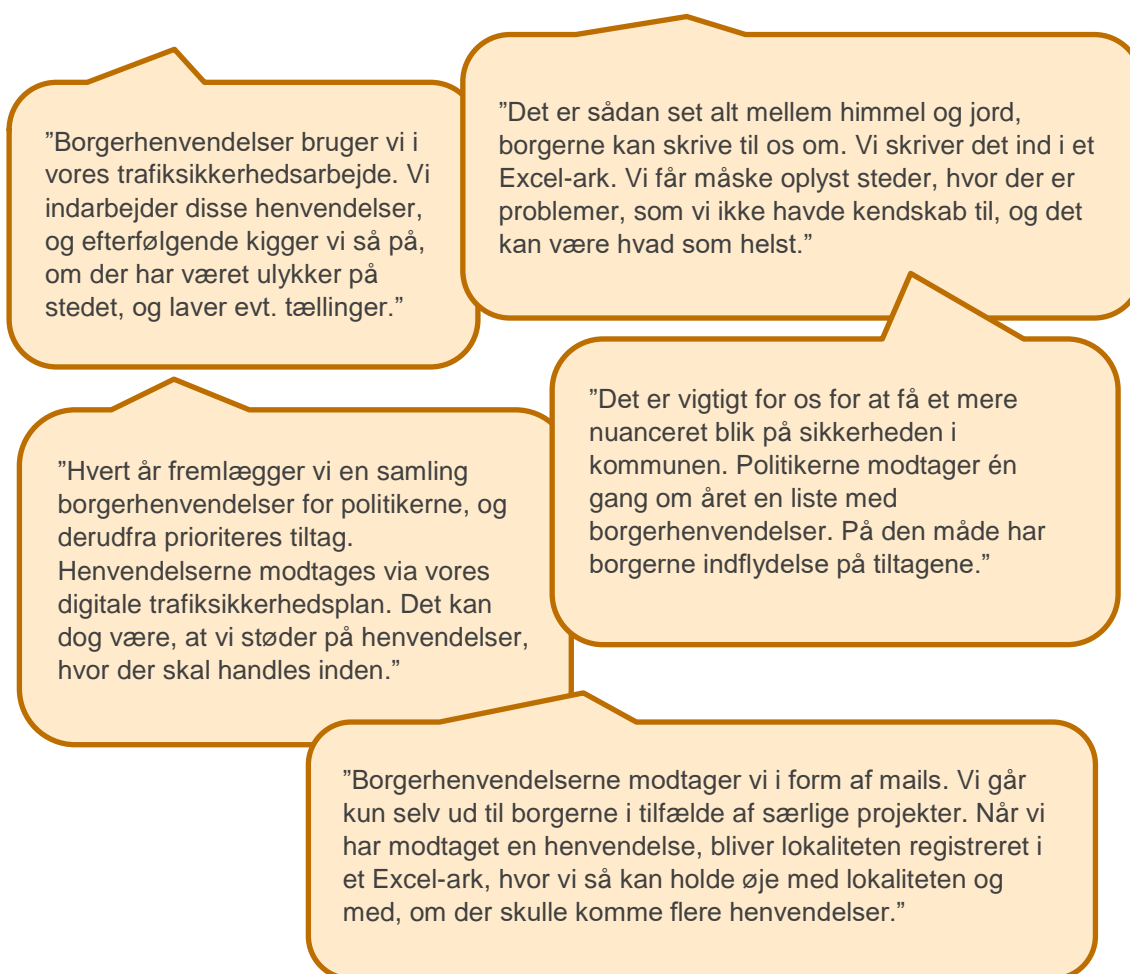 ”Borgerhenvendelser bruger vi i
vores trafiksikkerhedsarbejde. Vi
indarbejder disse henvendelser,
og efterfølgende kigger vi så på,
om der har været ulykker på
stedet, og laver evt. tællinger.”
”Det er sådan set alt mellem himmel og jord,
borgerne kan skrive til os om. Vi skriver det ind i et
Excel-ark. Vi får måske oplyst steder, hvor der er
problemer, som vi ikke havde kendskab til, og det
kan være hvad som helst.”
”Hvert år fremlægger vi en samling
borgerhenvendelser for politikerne, og
derudfra prioriteres tiltag.
Henvendelserne modtages via vores
digitale trafiksikkerhedsplan. Det kan
dog være, at vi støder på henvendelser,
hvor der skal handles inden.”
”Det er vigtigt for os for at få et mere
nuanceret blik på sikkerheden i
kommunen. Politikerne modtager én
gang om året en liste med
borgerhenvendelser. På den måde har
borgerne indflydelse på tiltagene.”
”Borgerhenvendelserne modtager vi i form af mails. Vi går
kun selv ud til borgerne i tilfælde af særlige projekter. Når vi
har modtaget en henvendelse, bliver lokaliteten registreret i
et Excel-ark, hvor vi så kan holde øje med lokaliteten og
med, om der skulle komme flere henvendelser.”